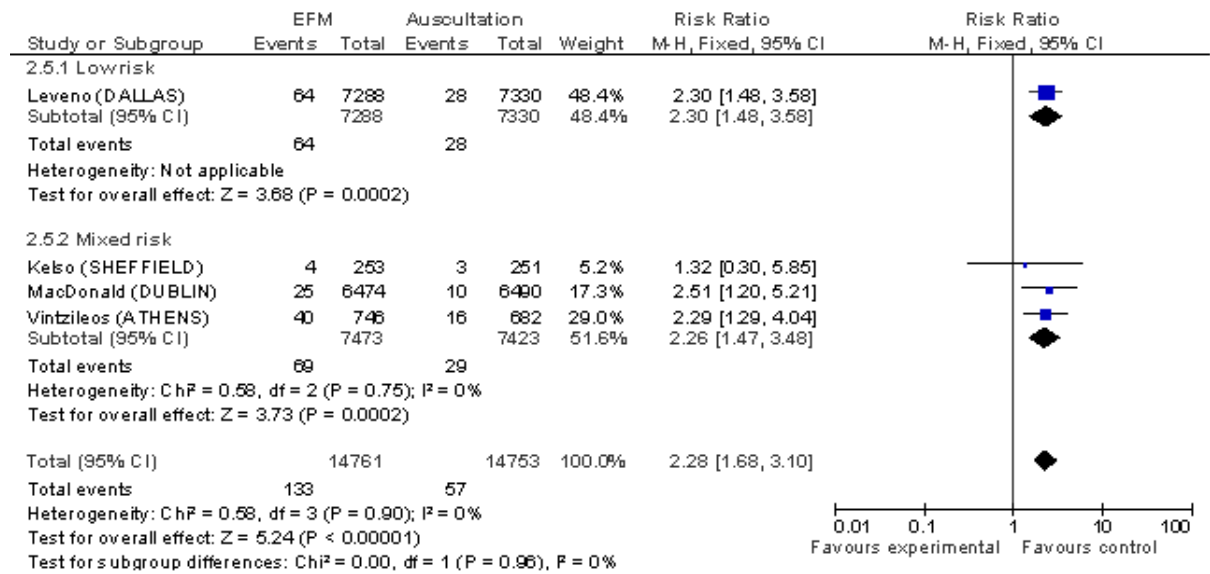 EFM Auscultation Risk Ratio Risk Ratio
Study or Subgroup Events Total Events Total Weight M-H, Fixed, 95% CI M-H, Fixed, 95% CI
2.5.1 Low risk
Leveno (DALLAS) 64 7288 28 7330 48.4% 2.30 [1.48, 3.58]
Subtotal (95% CI) 7288 7330 48.4% 2.30 [1.48, 3.58]
Total events 64 28
Heterogeneity: Not applicable
Test for overall effect: Z = 3.68 (P = 0.0002)
2.5.2 Mixed risk
Kelso (SHEFFIELD) 4 253 3 251 5.2% 1.32 [0.30, 5.85]
MacDonald (DUBLIN) 25 6474 10 6490 17.3% 2.51 [1.20, 5.21]
Vintzileos (ATHENS) 40 746 16 682 29.0% 2.29 [1.29, 4.04]
Subtotal (95% CI) 7473 7423 51.6% 2.26 [1.47, 3.48]
Total events 69 29
Heterogeneity: Chi² = 0.58, df = 2 (P = 0.75); I² = 0%
Test for overall effect: Z = 3.73 (P = 0.0002)
Total (95% CI) 14761 14753 100.0% 2.28 [1.68, 3.10]
Total events 133 57
Heterogeneity: Chi² = 0.58, df = 3 (P = 0.90); I² = 0%
Test for overall effect: Z = 5.24 (P < 0.00001)
Test for subgroup differences: Chi² = 0.00, df = 1 (P = 0.96), I² = 0%
0.01 0.1 1 10 100
Favours experimental Favours control